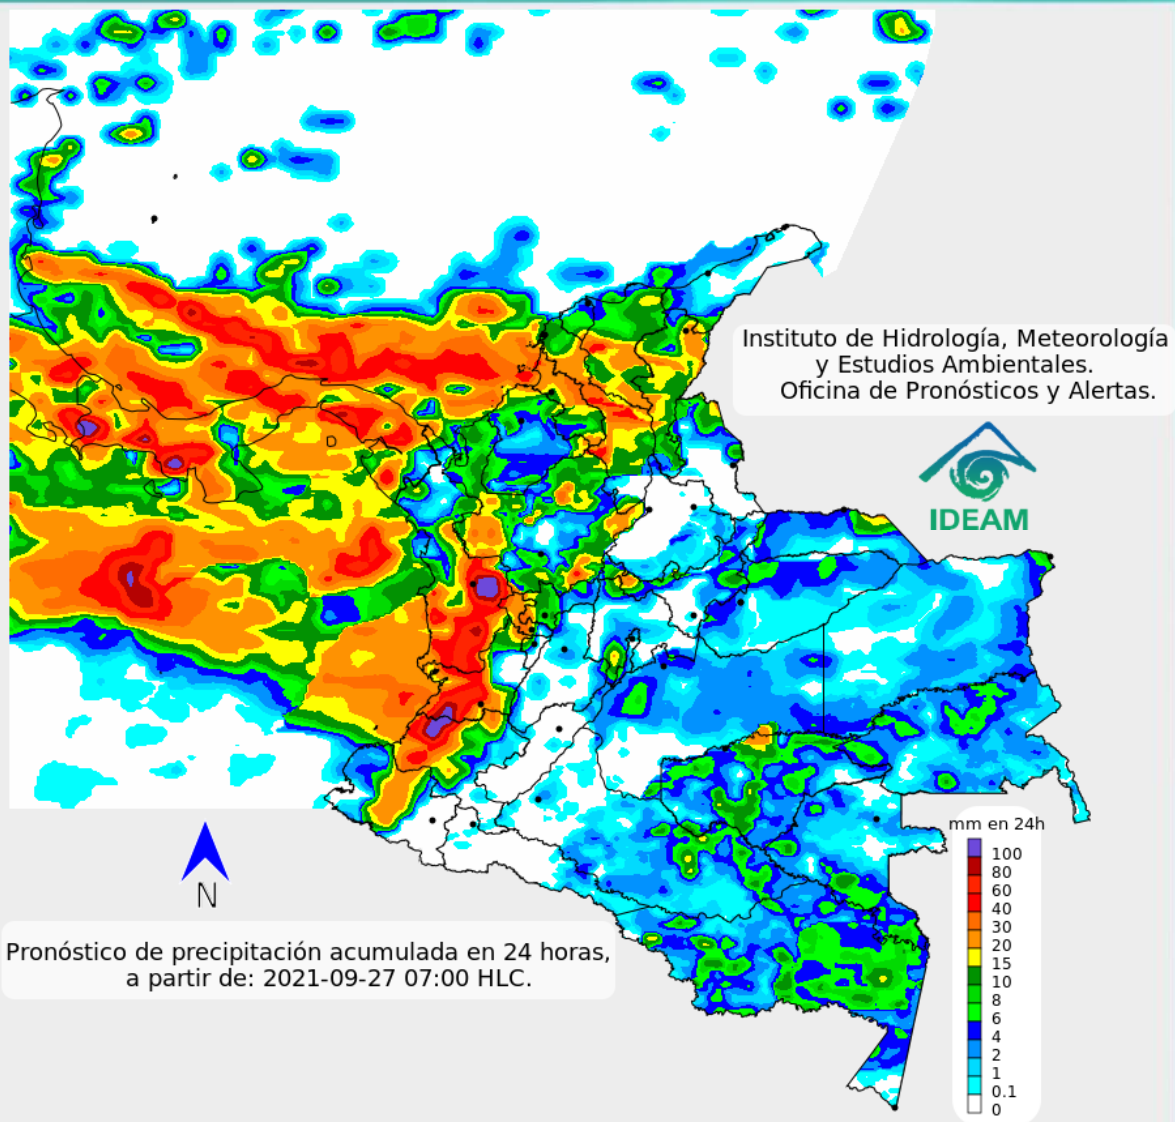 Instituto de Hidrología, Meteorología
y Estudios Ambientales.
Oficina de Pronósticos y Alertas.
IDEAM
D
mm en 24h
100
80
60
40
30
20
15
10
8
6
4
2
1
0.1
0
N
Pronóstico de precipitación acumulada en 24 horas,
a partir de: 2021-09-27 07:00 HLC.